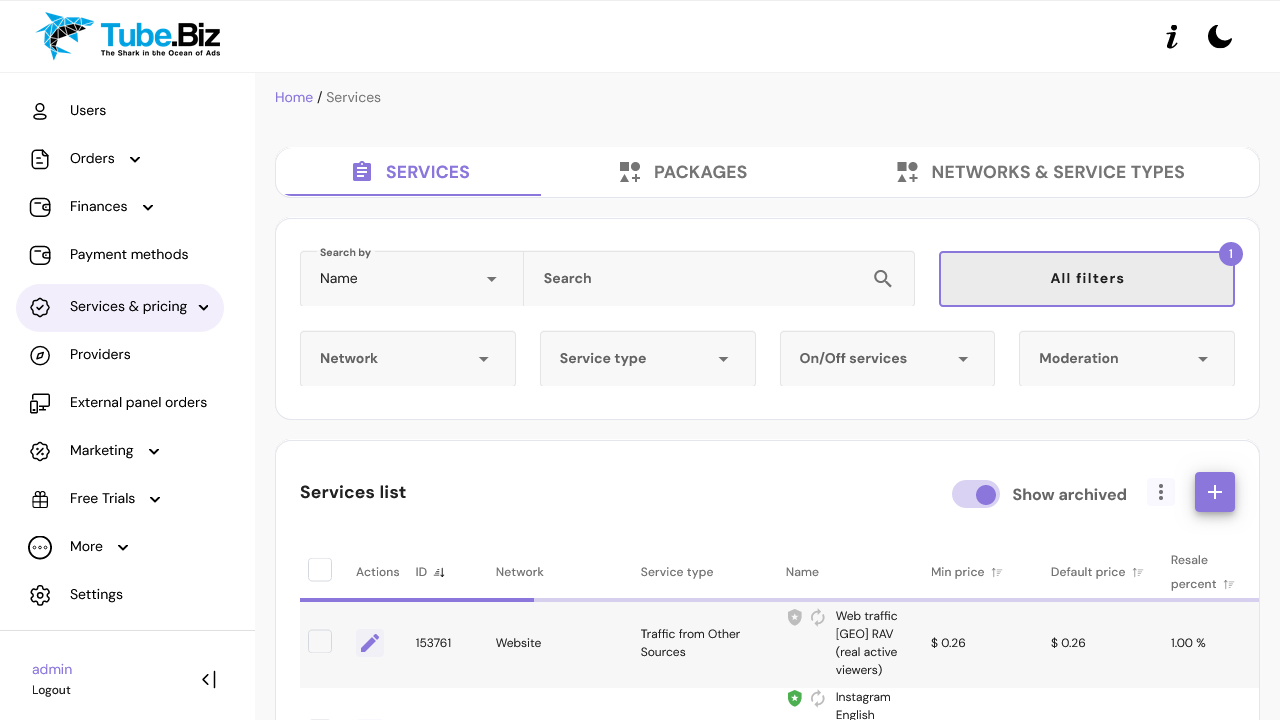 Tube.Biz
The Shark in the Ocean of Ads
Users
Orders
Finances
Payment methods
Services & pricing
Providers
External panel orders
Marketing
Free Trials
More
Settings
admin
Logout
Home / Services
SERVICES
PACKAGES
NETWORKS & SERVICE TYPES
Search by
Name
Search
All filters
1
Network
Service type
On/Off services
Moderation
Services list
Show archived
Actions
ID
Network
Service type
Name
Min price
Default price
Resale
percent
153761
Website
Traffic from Other
Sources
Web traffic
[GEO] RAV
(real active
viewers)
$ 0.26
$ 0.26
1.00 %
Instagram
English